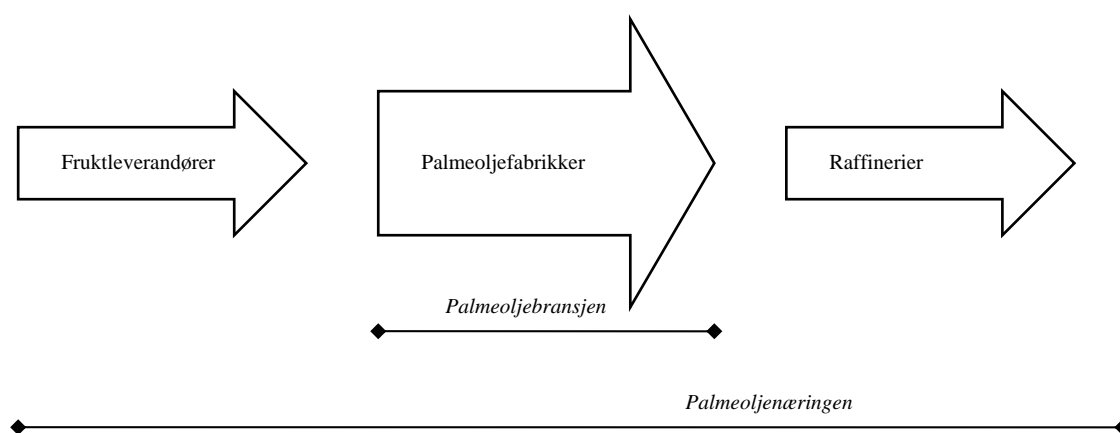 Fruktleverandører
Palmeoljefabrikker
Raffinerier
Palmeoljebransjen
Palmeoljenæringen